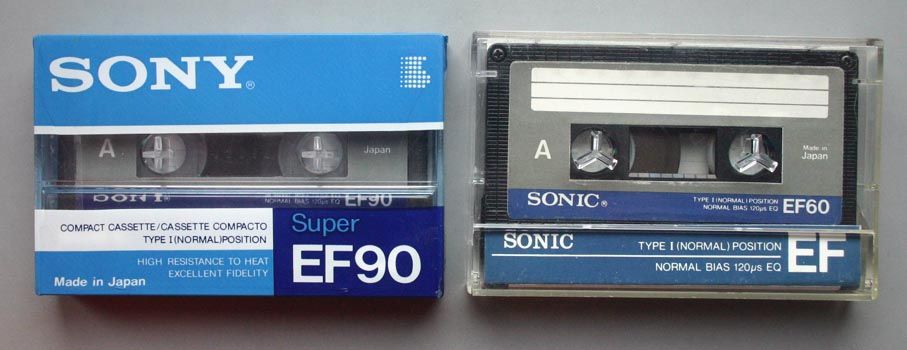 SONY®
A
Japan
SONY
EF90
COMPACT CASSETTE/CASSETTE COMPACTO
TYPE I(NORMAL)POSITION
HIGH RESISTANCE TO HEAT
EXCELLENT FIDELITY
Made in Japan
Super
EF90
A
Made in
Japan
SONIC®
TYPE I(NORMAL)POSITION
NORMAL BIAS 120µs EQ
EF60
SONIC
TYPE I (NORMAL) POSITION
NORMAL BIAS 120µs EQ
EF